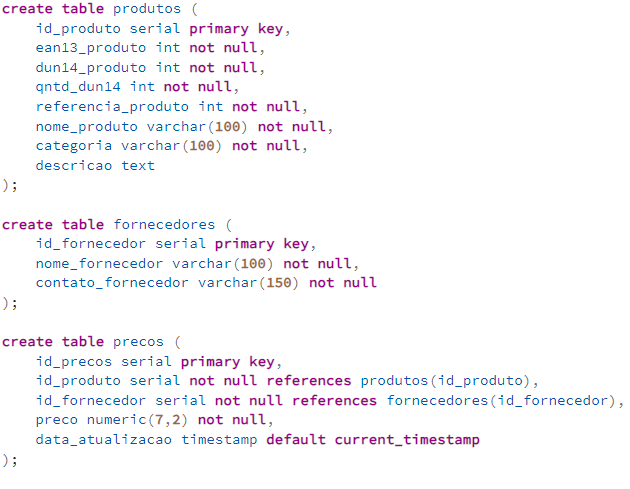 create table produtos (
    id_produto serial primary key,
    ean13_produto int not null,
    dun14_produto int not null,
    qntd_dun14 int not null,
    referencia_produto int not null,
    nome_produto varchar(100) not null,
    categoria varchar(100) not null,
    descricao text
);

create table fornecedores (
    id_fornecedor serial primary key,
    nome_fornecedor varchar(100) not null,
    contato_fornecedor varchar(150) not null
);

create table precos (
    id_precos serial primary key,
    id_produto serial not null references produtos(id_produto),
    id_fornecedor serial not null references fornecedores(id_fornecedor),
    preco numeric(7,2) not null,
    data_atualizacao timestamp default current_timestamp
);